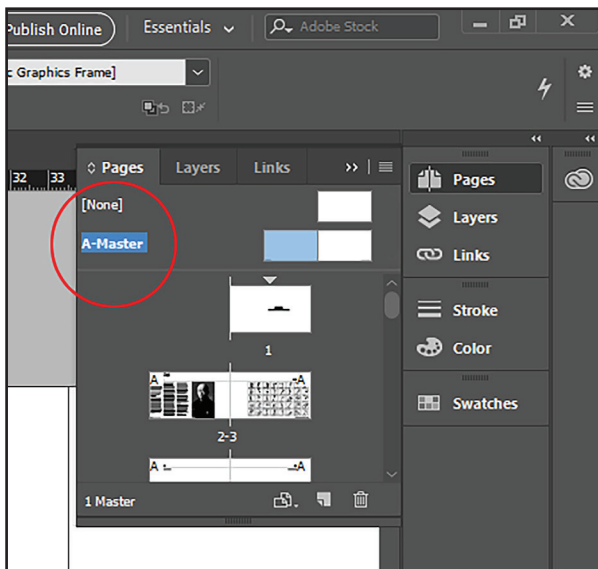 Publish Online Essentials Adobe Stock
c Graphics Frame]
32 33
Pages Layers Links
[None]
A-Master
1
A A
2-3
A A
1 Master
Pages
Layers
Links
Stroke
Color
Swatches